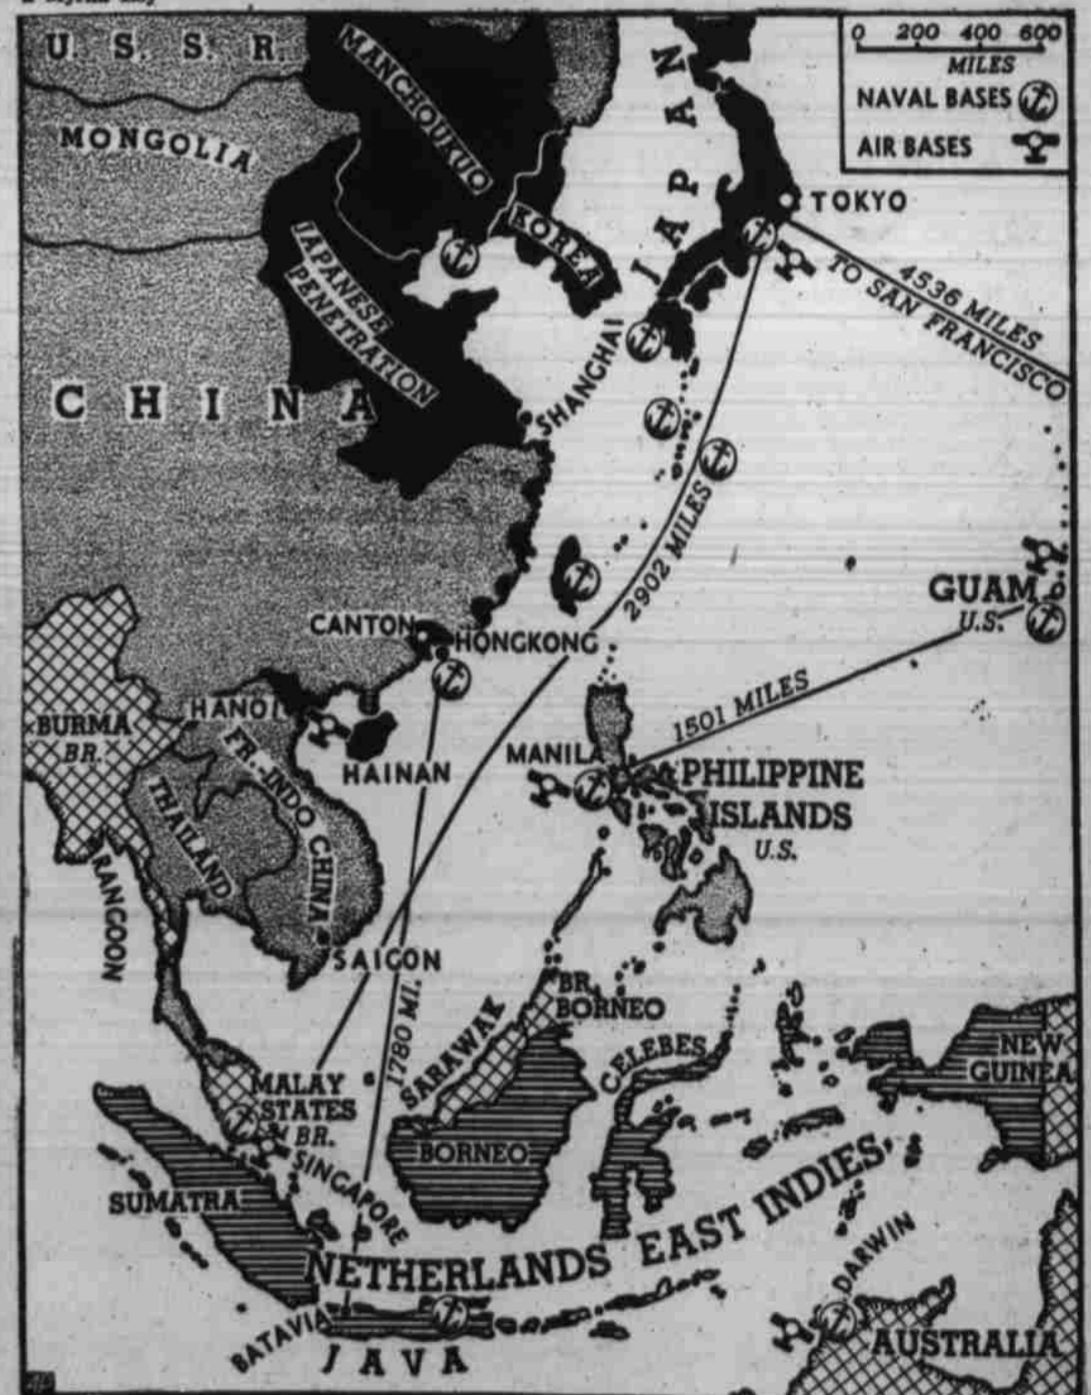 U. S. S. R.
0 200 400 600
MILES
NAVAL BASES
AIR BASES
MANCHOUKUO
MONGOLIA
JAPAN
TOKYO
KOREA
JAPANESE
PENETRATION
4536 MILES
TO SAN FRANCISCO
SHANGHAI
CHINA
2902 MILES
GUAM
U.S.
CANTON
HONGKONG
1501 MILES
HANOI
BURMA
BR.
FR.-INDO CHINA
HAINAN
MANILA
PHILIPPINE
ISLANDS
U.S.
THAILAND
RANGOON
SAIGON
1780 MI.
BR.
BORNEO
SARAWAK
CELEBES
NEW
GUINEA
MALAY
STATES
BR.
SINGAPORE
BORNEO
SUMATRA
NETHERLANDS EAST INDIES
DARWIN
BATAVIA
JAVA
AUSTRALIA